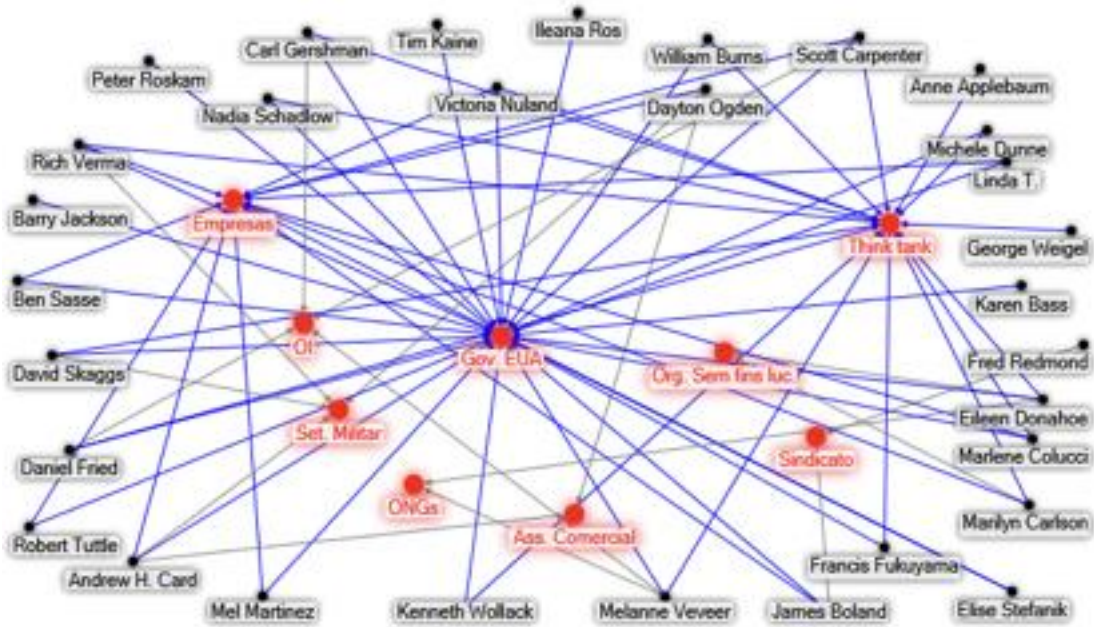 Ileana Ros
Tim Kaine
Carl Gershman
William Burns
Scott Carpenter
Peter Roskam
Anne Applebaum
Victoria Nuland
Dayton Ogden
Nadia Schadlow
Michele Dunne
Rich Verma
Linda T.
Barry Jackson
Empresas
Think tank
George Weigel
Ben Sasse
Karen Bass
OI
Gov. EUA
Fred Redmond
David Skaggs
Org. Sem fins luc.
Eileen Donahoe
Set. Militar
Marlene Colucci
Daniel Fried
Sindicato
ONGs
Marilyn Carlson
Ass. Comercial
Robert Tuttle
Francis Fukuyama
Andrew H. Card
Mel Martinez
Kenneth Wollack
Melanne Veveer
James Boland
Elise Stefanik